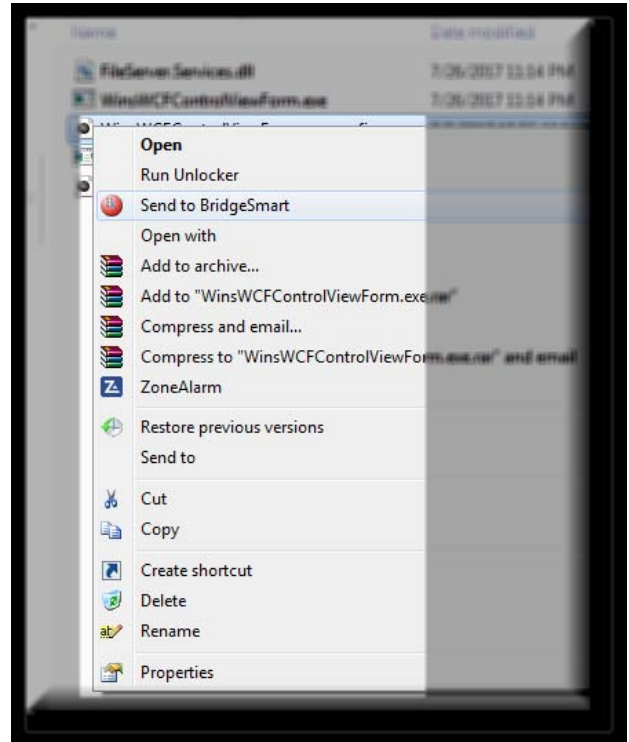 Name Date modified
FileServer.Services.dll 7/26/2017 11:14 PM
WinsWCFControlViewForm.exe 7/26/2017 11:14 PM
Open
Run Unlocker
Send to BridgeSmart
Open with
Add to archive...
Add to "WinsWCFControlViewForm.exe.rar"
Compress and email...
Compress to "WinsWCFControlViewForm.exe.rar" and email
ZoneAlarm
Restore previous versions
Send to
Cut
Copy
Create shortcut
Delete
Rename
Properties